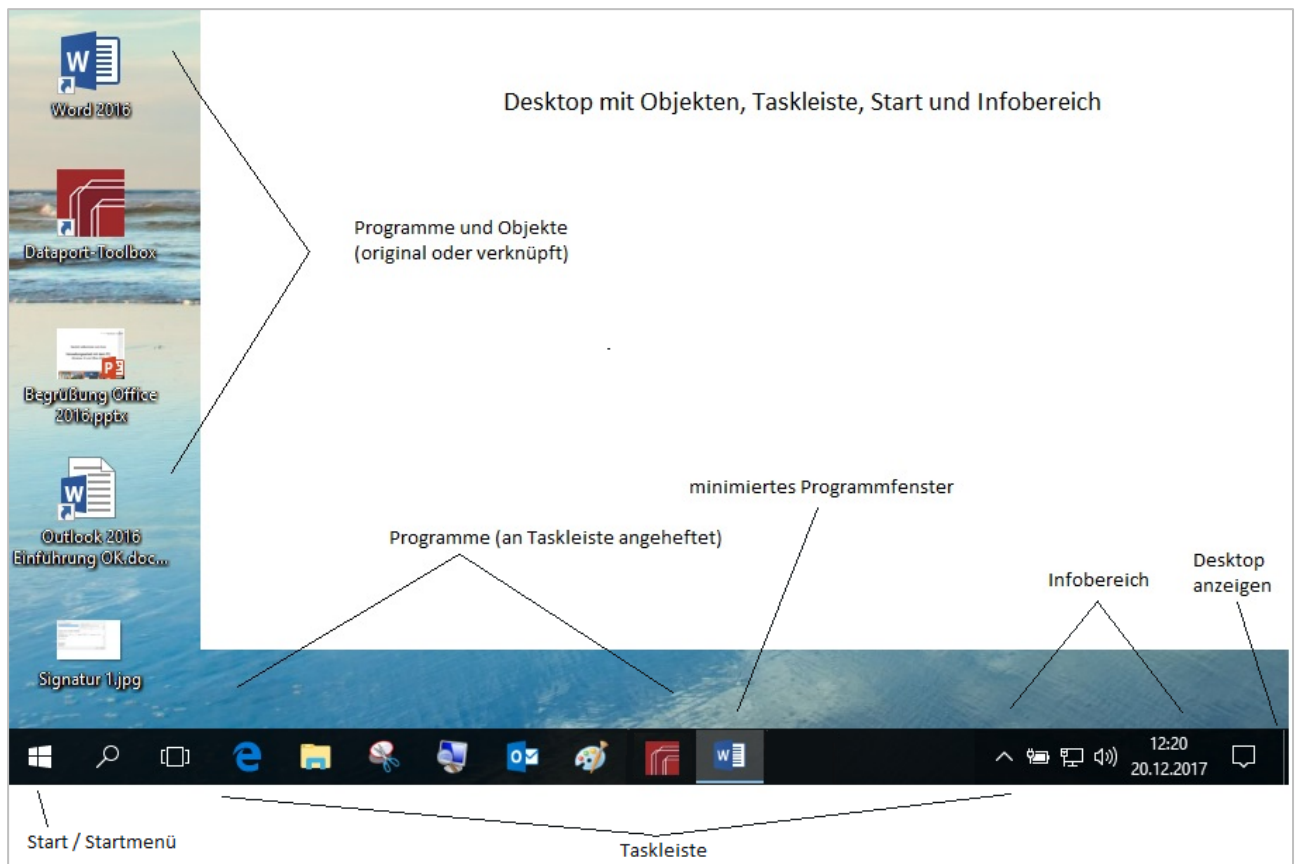 Word 2016
Desktop mit Objekten, Taskleiste, Start und Infobereich
Dataport-Toolbox
Programme und Objekte
(original oder verknüpft)
Begrüßung Office
2016.pptx
minimiertes Programmfenster
Outlook 2016
Einführung OK.doc...
Programme (an Taskleiste angeheftet)
Desktop
anzeigen
Infobereich
Signatur 1.jpg
12:20
20.12.2017
Start / Startmenü
Taskleiste